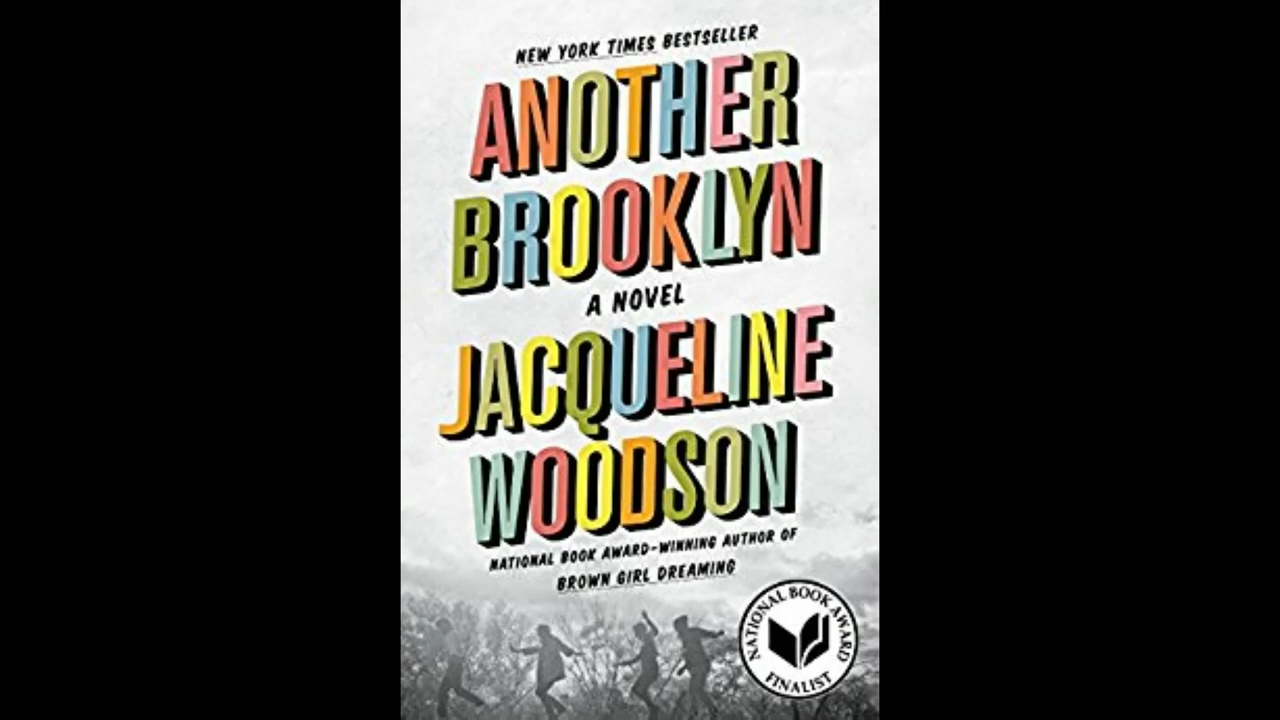 NEW YORK TIMES BESTSELLER
ANOTHER
BROOKLYN
A NOVEL
JACQUELINE
WOODSON
NATIONAL BOOK AWARD-WINNING AUTHOR OF
BROWN GIRL DREAMING
NATIONAL BOOK AWARD
FINALIST